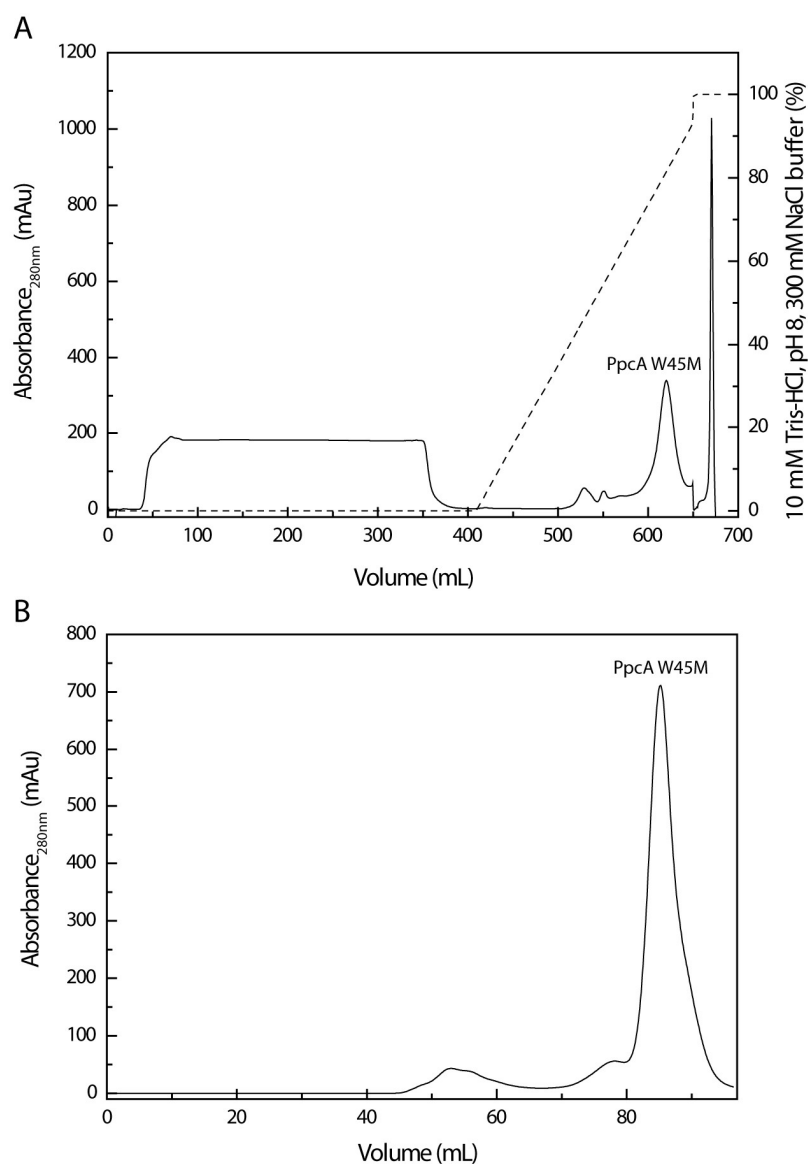 A
1200
1000
800
600
400
200
0
Absorbance280nm (mAu)
100
80
60
40
20
0
10 mM Tris-HCl, pH 8, 300 mM NaCl buffer (%)
PpcA W45M
0 100 200 300 400 500 600 700
Volume (mL)
B
800
700
600
500
400
300
200
100
0
Absorbance280nm (mAu)
PpcA W45M
0 20 40 60 80
Volume (mL)